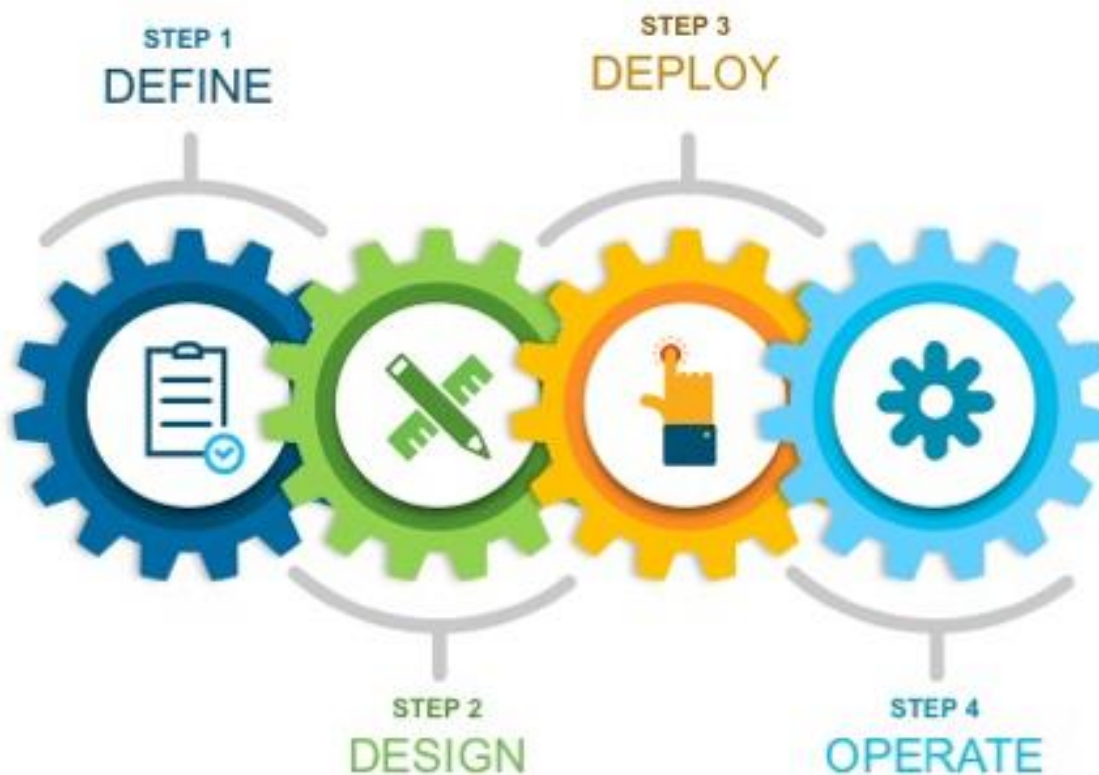 STEP 1
DEFINE
STEP 2
DESIGN
STEP 3
DEPLOY
STEP 4
OPERATE